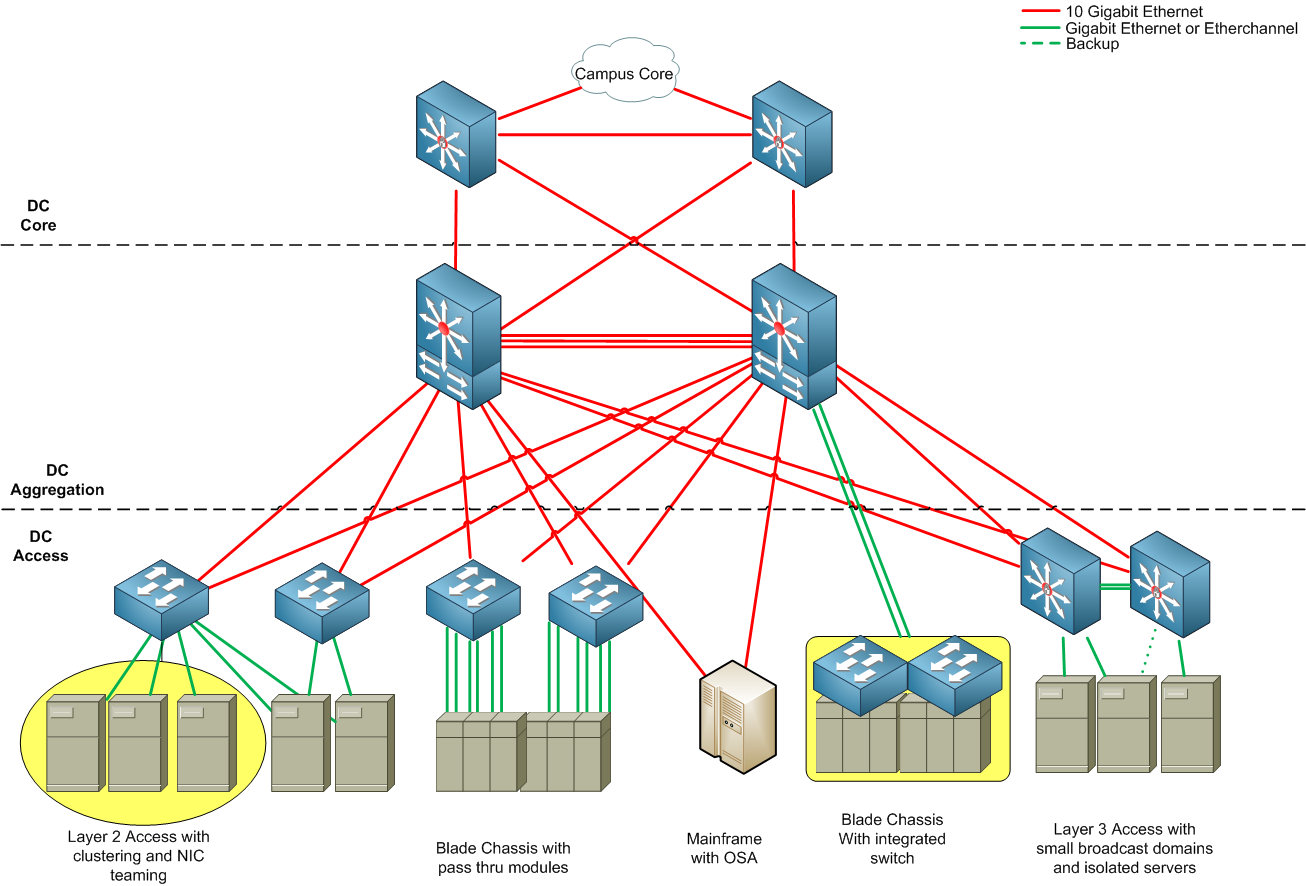 10 Gigabit Ethernet
Gigabit Ethernet or Etherchannel
Backup
Campus Core
DC
Core
DC
Aggregation
DC
Access
Layer 2 Access with
clustering and NIC
teaming
Blade Chassis with
pass thru modules
Mainframe
with OSA
Blade Chassis
With integrated
switch
Layer 3 Access with
small broadcast domains
and isolated servers